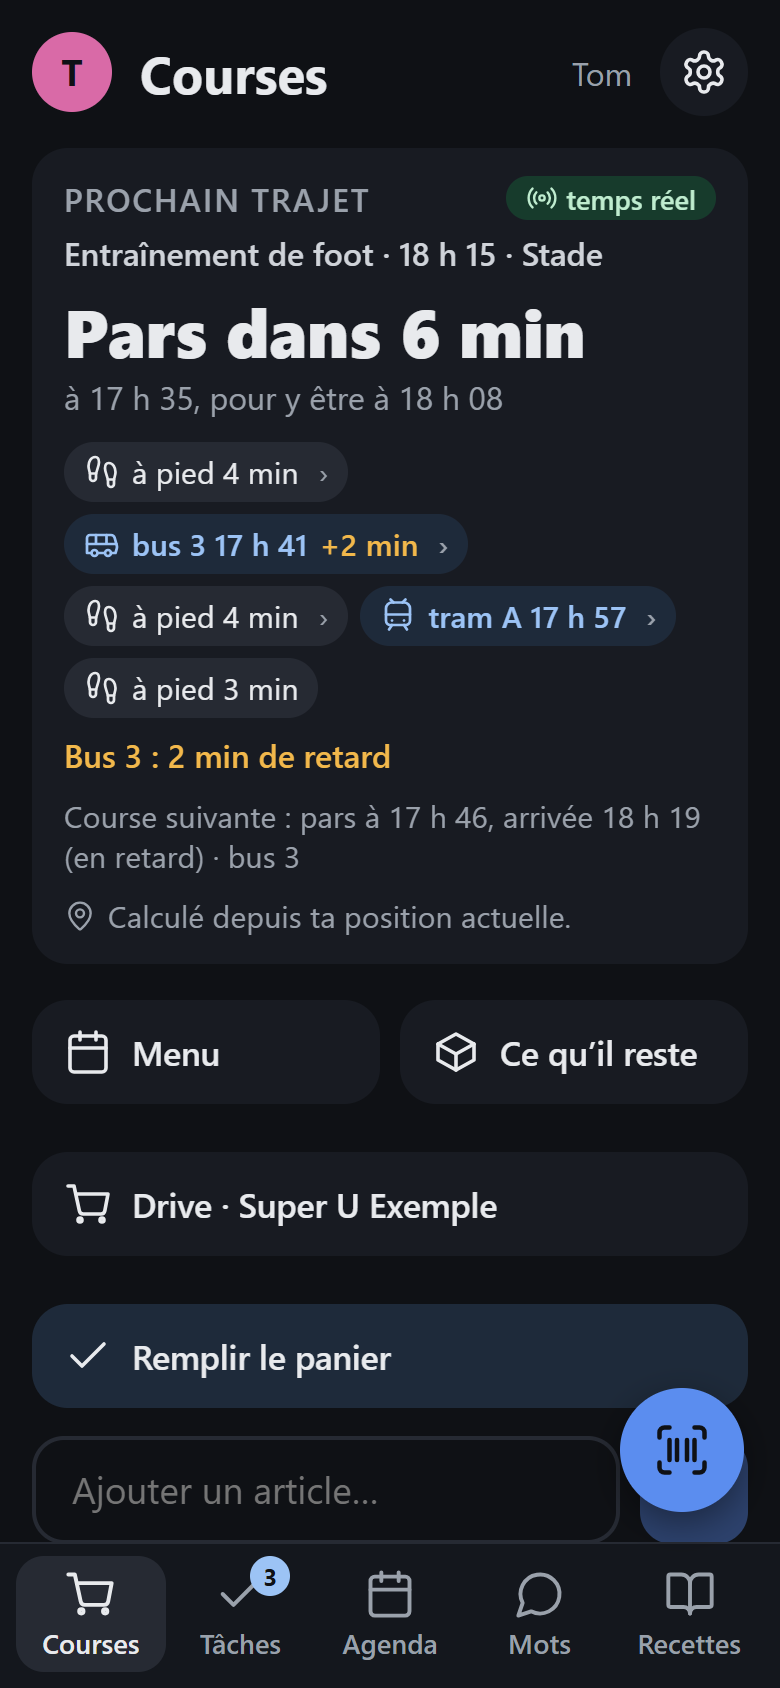 T Courses Tom
PROCHAIN TRAJET temps réel
Entraînement de foot · 18 h 15 · Stade
Pars dans 6 min
à 17 h 35, pour y être à 18 h 08
à pied 4 min ›
bus 3 17 h 41 +2 min ›
à pied 4 min › tram A 17 h 57 ›
à pied 3 min
Bus 3 : 2 min de retard
Course suivante : pars à 17 h 46, arrivée 18 h 19
(en retard) · bus 3
Calculé depuis ta position actuelle.
Menu Ce qu’il reste
Drive · Super U Exemple
Remplir le panier
Ajouter un article…
3
Courses Tâches Agenda Mots Recettes